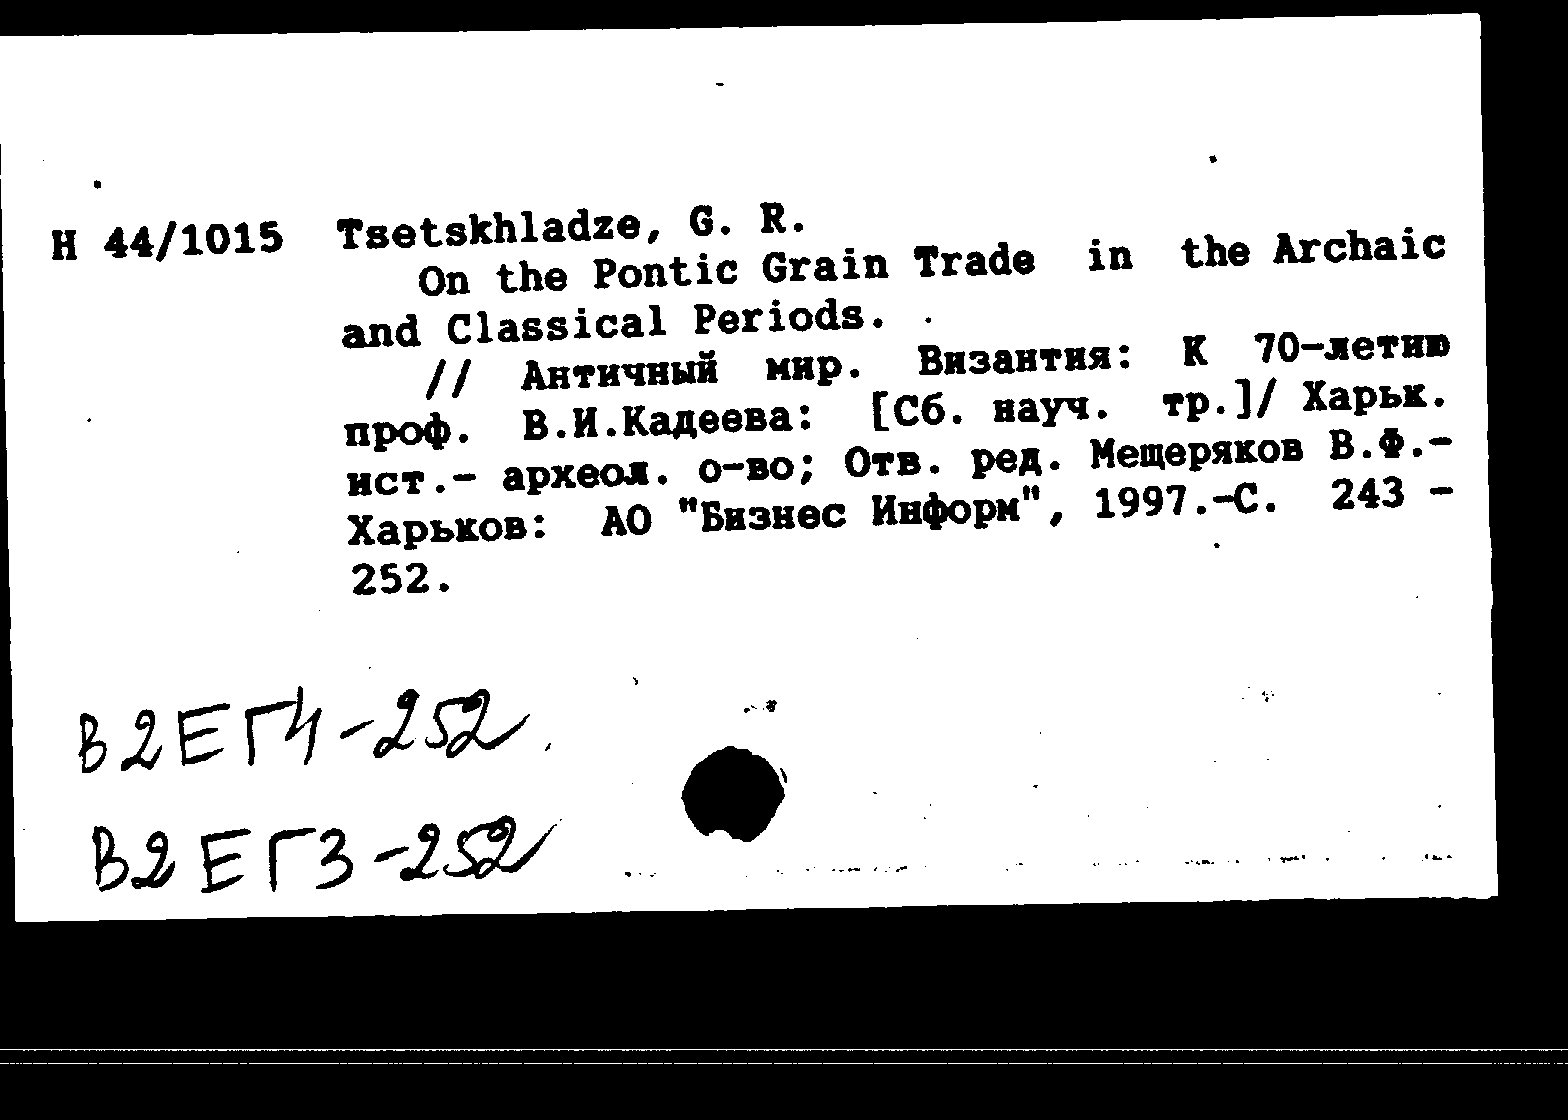 Н 44/1015 Tsetskhladze, G. R.
On the Pontic Grain Trade in the Archaic
and Classical Periods.
// Античный мир. Византия: К 70-летию
проф. В.И.Кадеева: [Сб. науч. тр.]/ Харьк.
ист.- археол. о-во; Отв. ред. Мещеряков В.Ф.-
Харьков: АО "Бизнес Информ", 1997.-С. 243 -
252.
В2ЕГ4-252
В2ЕГ3-252